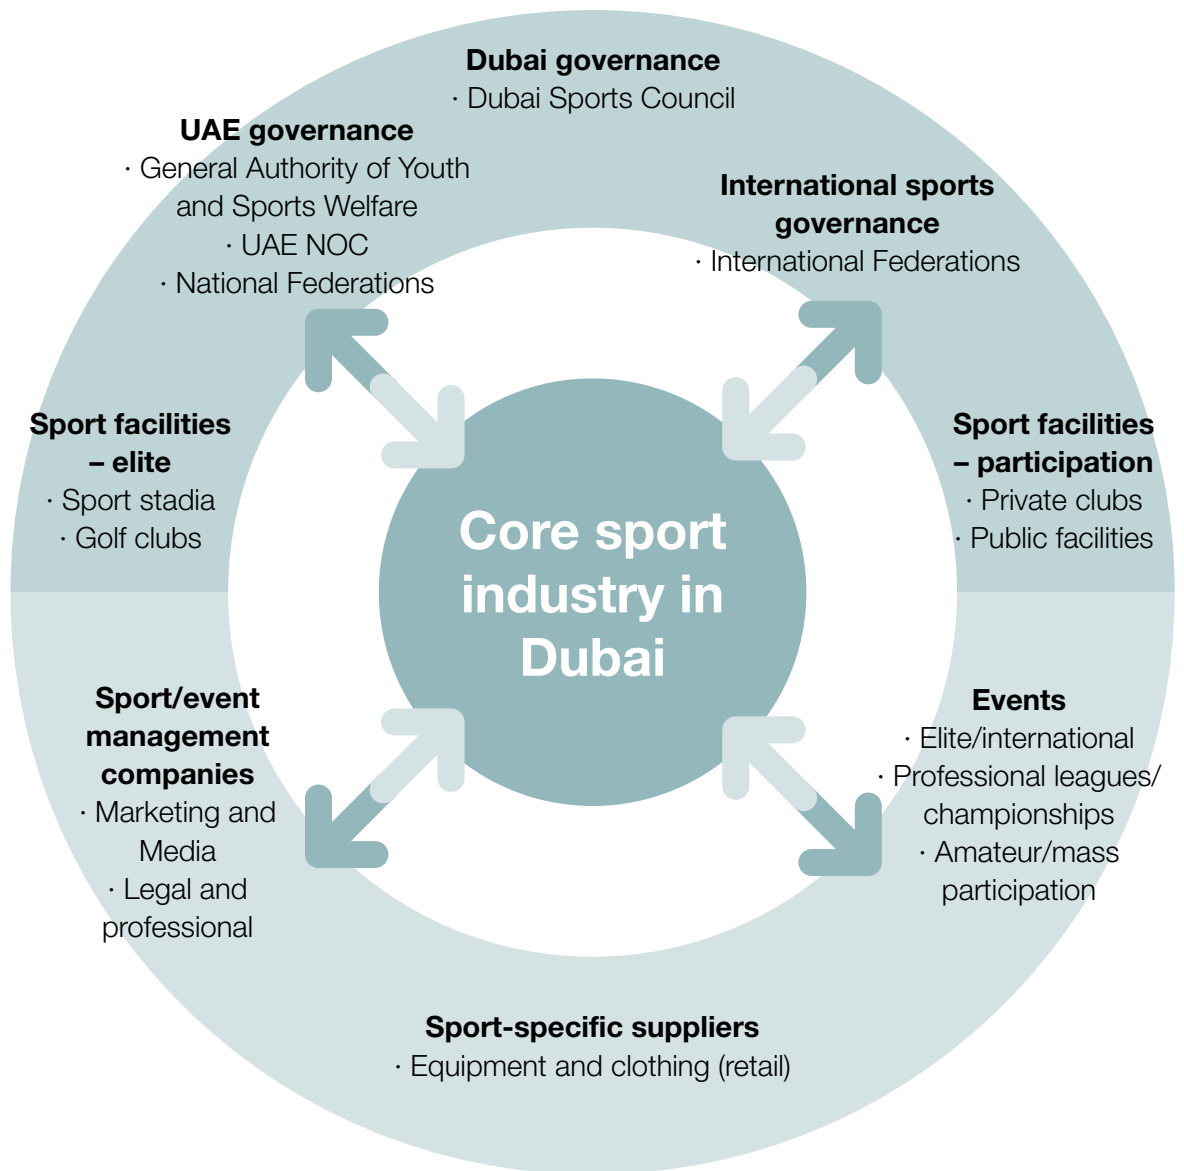 Dubai governance
· Dubai Sports Council
UAE governance
· General Authority of Youth
and Sports Welfare
· UAE NOC
· National Federations
International sports
governance
· International Federations
Sport facilities
– elite
· Sport stadia
· Golf clubs
Sport facilities
– participation
· Private clubs
· Public facilities
Core sport
industry in
Dubai
Sport/event
management
companies
· Marketing and
Media
· Legal and
professional
Events
· Elite/international
· Professional leagues/
championships
· Amateur/mass
participation
Sport-specific suppliers
· Equipment and clothing (retail)